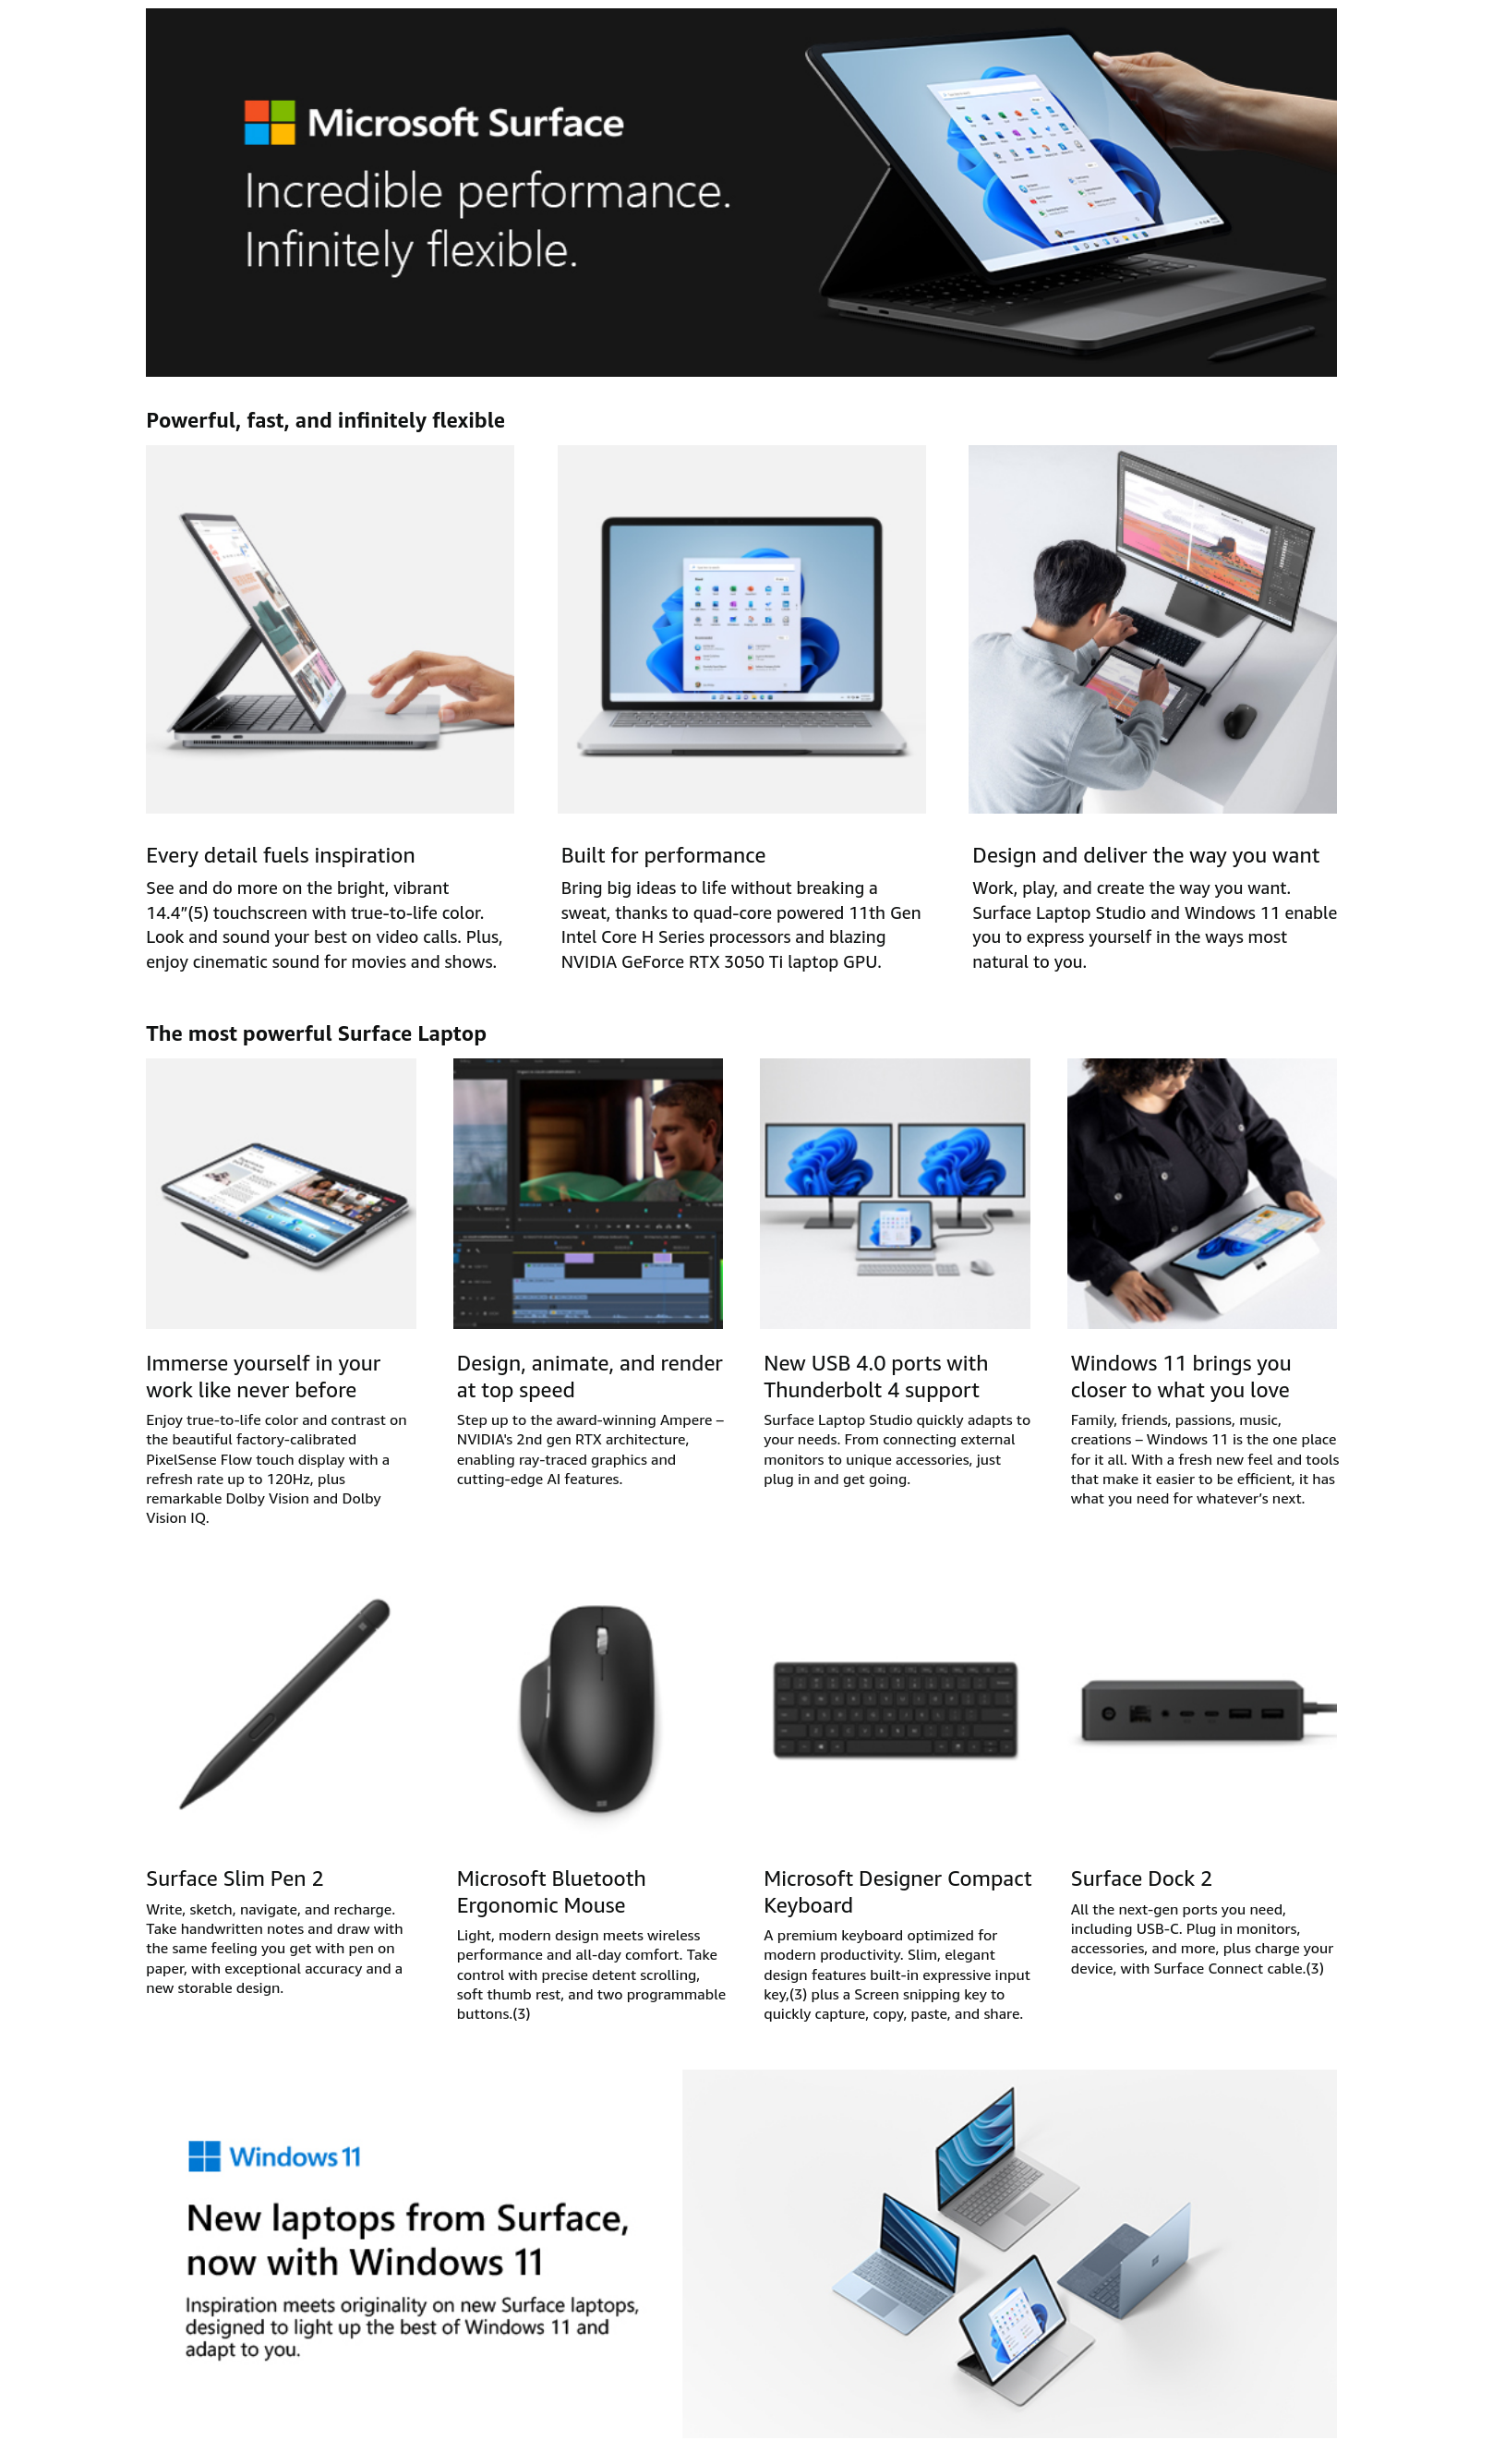 Microsoft Surface
Incredible performance.
Infinitely flexible.
Powerful, fast, and infinitely flexible
Every detail fuels inspiration
See and do more on the bright, vibrant
14.4”(5) touchscreen with true-to-life color.
Look and sound your best on video calls. Plus,
enjoy cinematic sound for movies and shows.
Built for performance
Bring big ideas to life without breaking a
sweat, thanks to quad-core powered 11th Gen
Intel Core H Series processors and blazing
NVIDIA GeForce RTX 3050 Ti laptop GPU.
Design and deliver the way you want
Work, play, and create the way you want.
Surface Laptop Studio and Windows 11 enable
you to express yourself in the ways most
natural to you.
The most powerful Surface Laptop
Immerse yourself in your
work like never before
Enjoy true-to-life color and contrast on
the beautiful factory-calibrated
PixelSense Flow touch display with a
refresh rate up to 120Hz, plus
remarkable Dolby Vision and Dolby
Vision IQ.
Design, animate, and render
at top speed
Step up to the award-winning Ampere –
NVIDIA's 2nd gen RTX architecture,
enabling ray-traced graphics and
cutting-edge AI features.
New USB 4.0 ports with
Thunderbolt 4 support
Surface Laptop Studio quickly adapts to
your needs. From connecting external
monitors to unique accessories, just
plug in and get going.
Windows 11 brings you
closer to what you love
Family, friends, passions, music,
creations – Windows 11 is the one place
for it all. With a fresh new feel and tools
that make it easier to be efficient, it has
what you need for whatever’s next.
Surface Slim Pen 2
Write, sketch, navigate, and recharge.
Take handwritten notes and draw with
the same feeling you get with pen on
paper, with exceptional accuracy and a
new storable design.
Microsoft Bluetooth
Ergonomic Mouse
Light, modern design meets wireless
performance and all-day comfort. Take
control with precise detent scrolling,
soft thumb rest, and two programmable
buttons.(3)
Microsoft Designer Compact
Keyboard
A premium keyboard optimized for
modern productivity. Slim, elegant
design features built-in expressive input
key,(3) plus a Screen snipping key to
quickly capture, copy, paste, and share.
Surface Dock 2
All the next-gen ports you need,
including USB-C. Plug in monitors,
accessories, and more, plus charge your
device, with Surface Connect cable.(3)
Windows 11
New laptops from Surface,
now with Windows 11
Inspiration meets originality on new Surface laptops,
designed to light up the best of Windows 11 and
adapt to you.